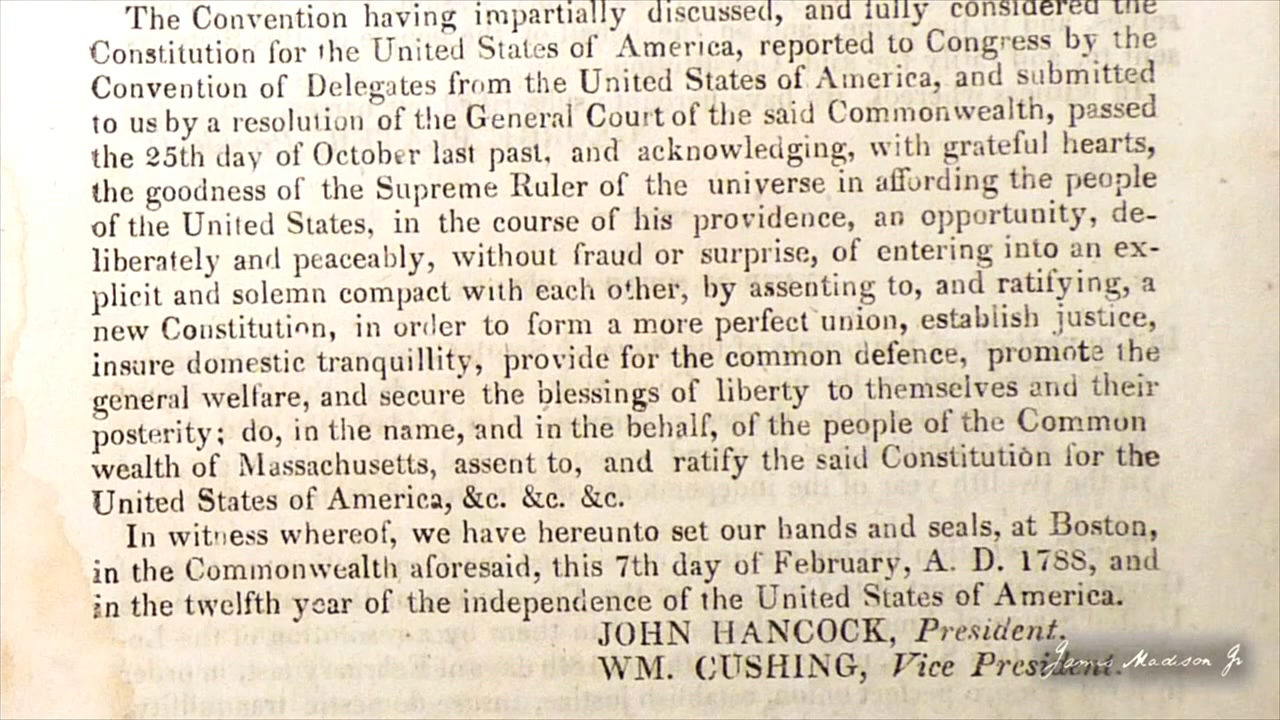 The Convention having impartially discussed, and fully considered the
Constitution for the United States of America, reported to Congress by the
Convention of Delegates from the United States of America, and submitted
to us by a resolution of the General Court of the said Commonwealth, passed
the 25th day of October last past, and acknowledging, with grateful hearts,
the goodness of the Supreme Ruler of the universe in affording the people
of the United States, in the course of his providence, an opportunity, de-
liberately and peaceably, without fraud or surprise, of entering into an ex-
plicit and solemn compact with each other, by assenting to, and ratifying, a
new Constitution, in order to form a more perfect union, establish justice,
insure domestic tranquillity, provide for the common defence, promote the
general welfare, and secure the blessings of liberty to themselves and their
posterity; do, in the name, and in the behalf, of the people of the Common
wealth of Massachusetts, assent to, and ratify the said Constitution for the
United States of America, &c. &c. &c.
In witness whereof, we have hereunto set our hands and seals, at Boston,
in the Commonwealth aforesaid, this 7th day of February, A. D. 1788, and
in the twelfth year of the independence of the United States of America.
JOHN HANCOCK, President.
WM. CUSHING, Vice President.
James Madison Jr